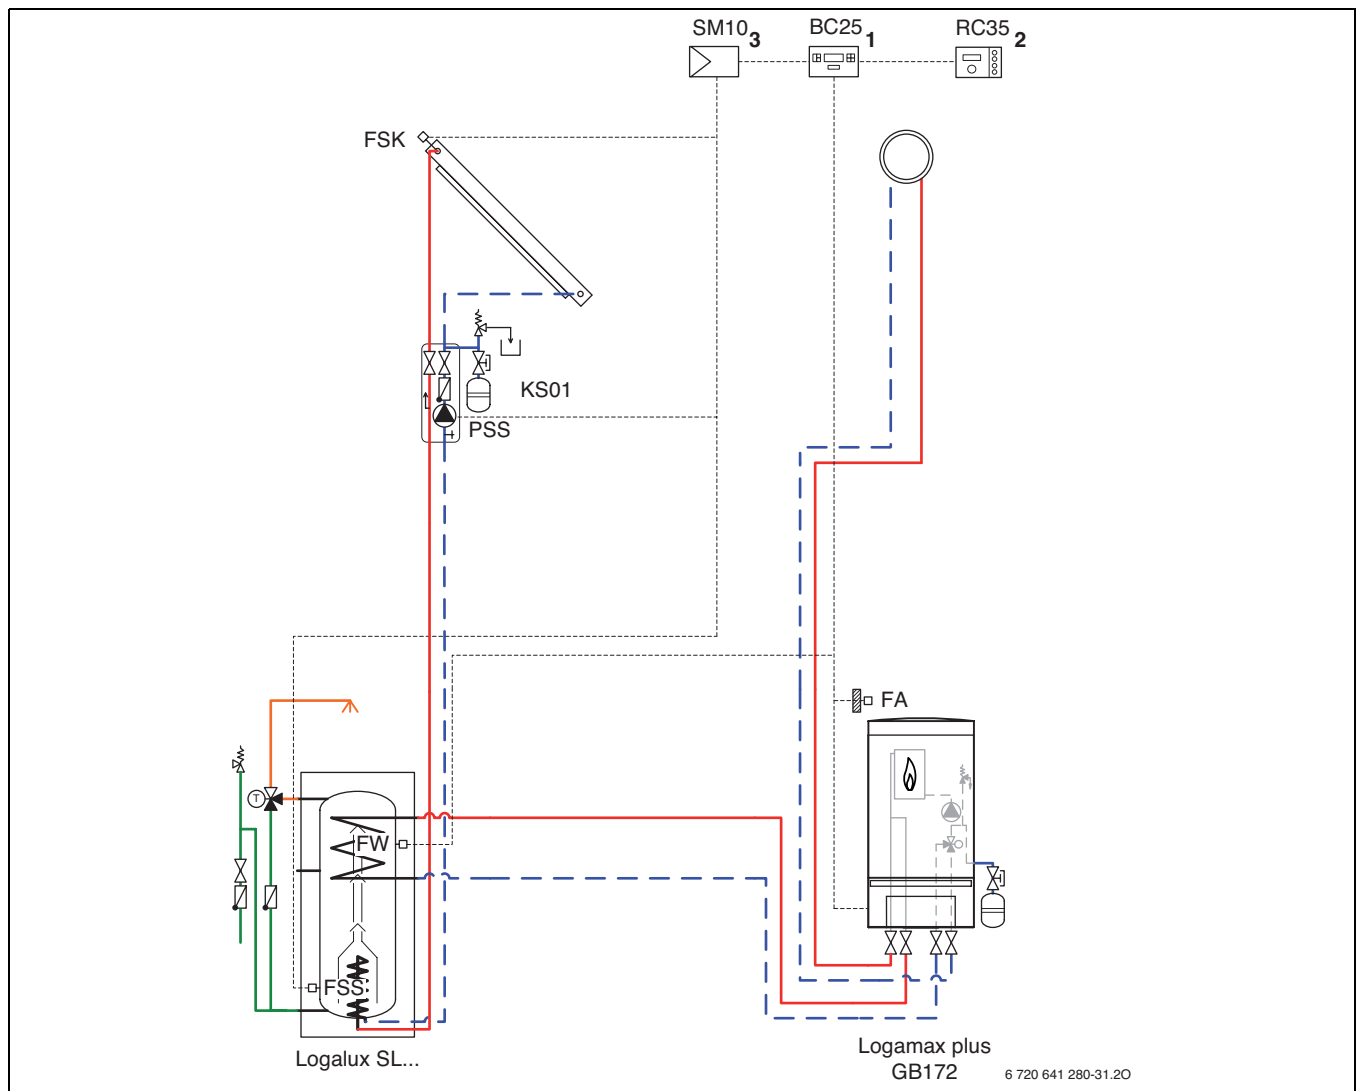 SM10 3
BC25 1
RC35 2
FSK
KS01
PSS
FA
T
FW
FSS
Logalux SL...
Logamax plus
GB172
6 720 641 280-31.2O